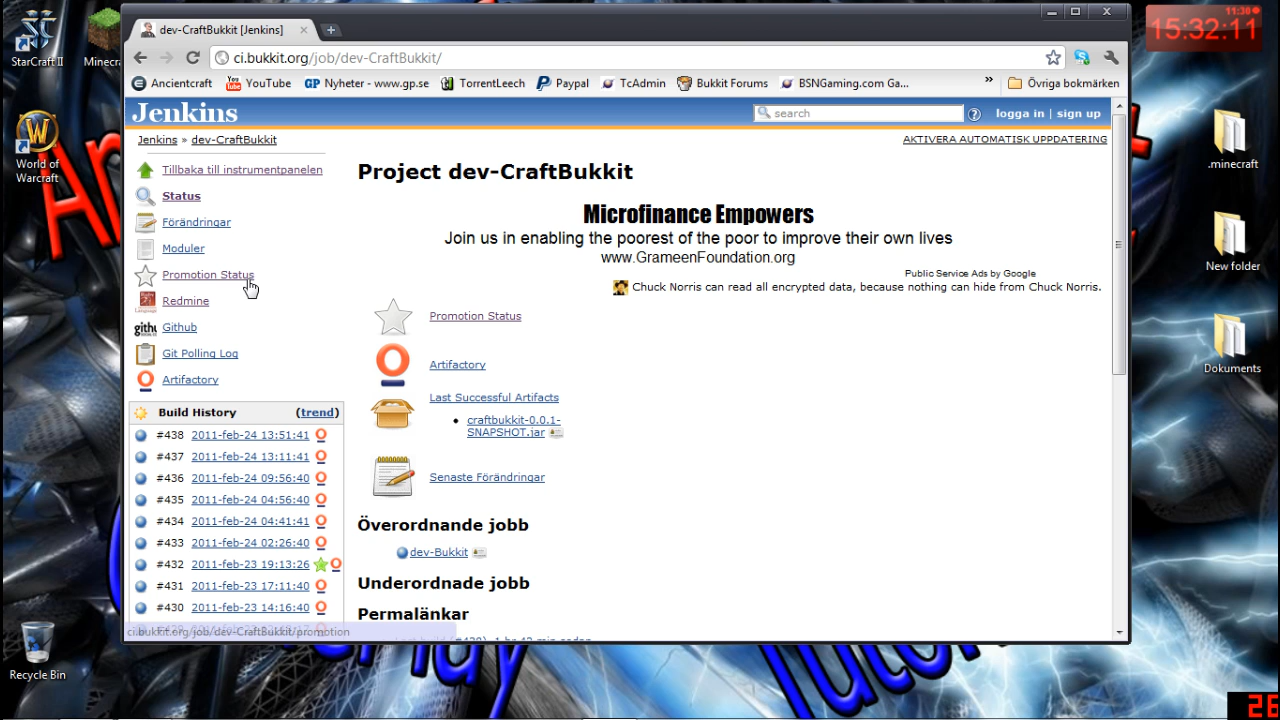 StarCraft II
Minecr
World of
Warcraft
Recycle Bin
dev-CraftBukkit [Jenkins]
ci.bukkit.org/job/dev-CraftBukkit/
Ancientcraft
You Tube YouTube
GP Nyheter - www.gp.se
TorrentLeech
Paypal
TcAdmin
Bukkit Forums
BSNGaming.com Ga...
»
Övriga bokmärken
Jenkins
search
logga in | sign up
Jenkins » dev-CraftBukkit
AKTIVERA AUTOMATISK UPPDATERING
Tillbaka till instrumentpanelen
Status
Förändringar
Moduler
Promotion Status
Redmine
Github
Git Polling Log
Artifactory
Build History (trend)
#438 2011-feb-24 13:51:41
#437 2011-feb-24 13:11:41
#436 2011-feb-24 09:56:40
#435 2011-feb-24 04:56:40
#434 2011-feb-24 04:41:41
#433 2011-feb-24 02:26:40
#432 2011-feb-23 19:13:26
#431 2011-feb-23 17:11:40
#430 2011-feb-23 14:16:40
ci.bukkit.org/job/dev-CraftBukkit/promotion
Project dev-CraftBukkit
Microfinance Empowers
Join us in enabling the poorest of the poor to improve their own lives
www.GrameenFoundation.org
Public Service Ads by Google
Chuck Norris can read all encrypted data, because nothing can hide from Chuck Norris.
Promotion Status
Artifactory
Last Successful Artifacts
craftbukkit-0.0.1-
SNAPSHOT.jar
Senaste Förändringar
Överordnande jobb
dev-Bukkit
Underordnade jobb
Permalänkar
11:30
15:32:11
.minecraft
New folder
Dokuments
26